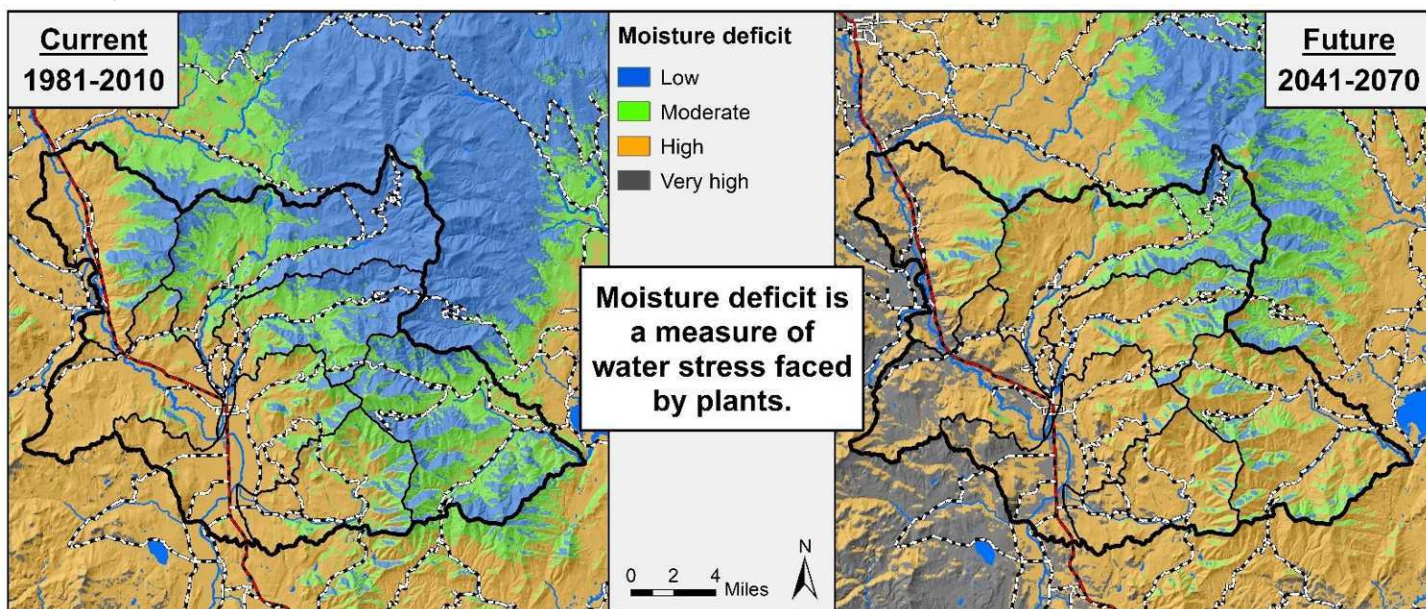 Current
1981-2010
Moisture deficit
Low
Moderate
High
Very high
Moisture deficit is
a measure of
water stress faced
by plants.
0 2 4
Miles
N
Future
2041-2070